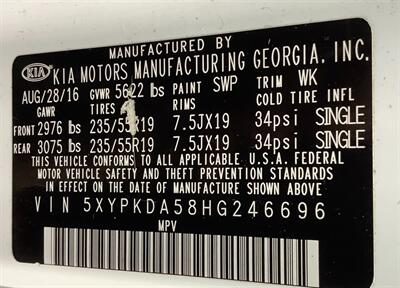 MANUFACTURED BY
KIA KIA MOTORS MANUFACTURING GEORGIA, INC.
AUG/28/16 GVWR 5622 lbs PAINT SWP TRIM WK
GAWR TIRES RIMS COLD TIRE INFL
FRONT 2976 lbs 235/55R19 7.5JX19 34psi SINGLE
REAR 3075 lbs 235/55R19 7.5JX19 34psi SINGLE
THIS VEHICLE CONFORMS TO ALL APPLICABLE U.S.A. FEDERAL
MOTOR VEHICLE SAFETY AND THEFT PREVENTION STANDARDS
IN EFFECT ON THE DATE OF MANUFACTURE SHOWN ABOVE
VIN 5XYPKDA58HG246696
MPV